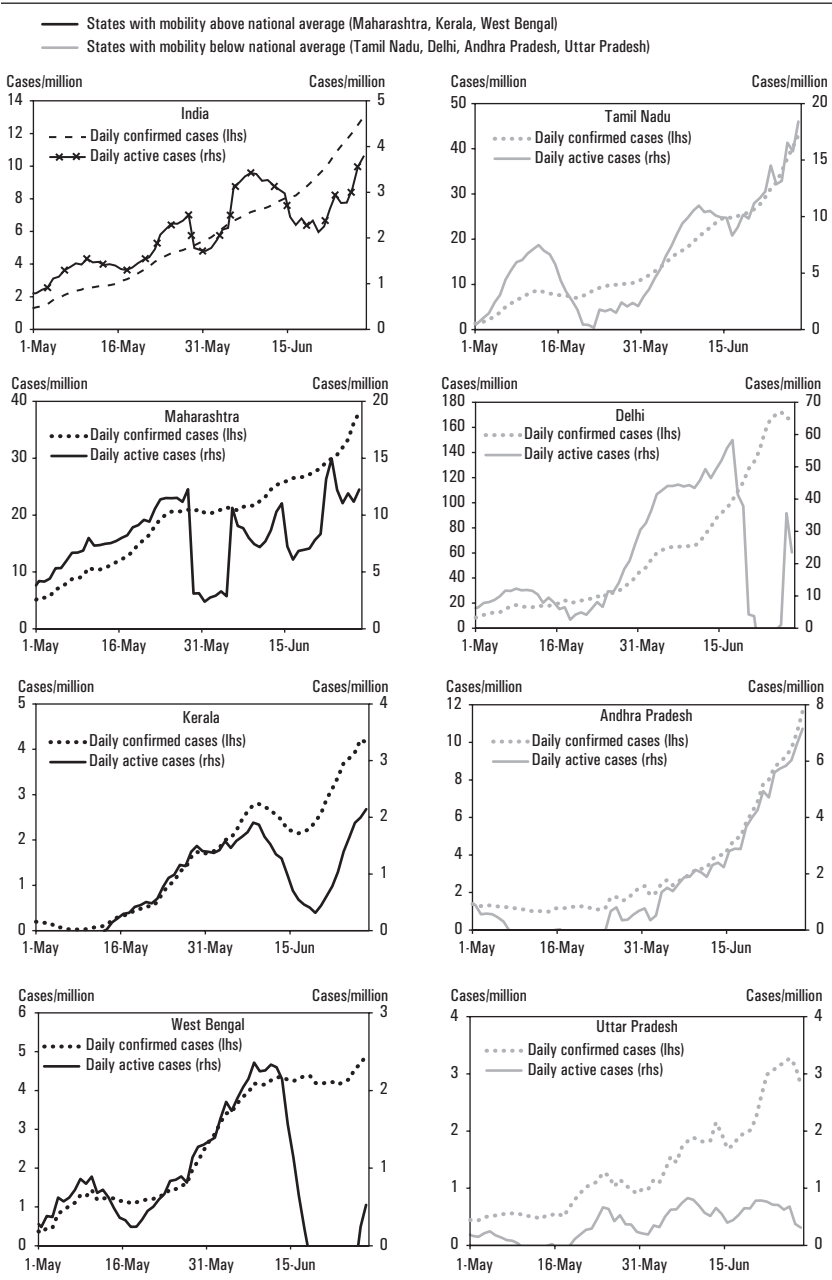 States with mobility above national average (Maharashtra, Kerala, West Bengal)
States with mobility below national average (Tamil Nadu, Delhi, Andhra Pradesh, Uttar Pradesh)
Cases/million Cases/million
India
Daily confirmed cases (lhs)
Daily active cases (rhs)
14
12
10
8
6
4
2
0
5
4
3
2
1
0
1-May 16-May 31-May 15-Jun
Cases/million Cases/million
Tamil Nadu
Daily confirmed cases (lhs)
Daily active cases (rhs)
50
40
30
20
10
0
20
15
10
5
0
1-May 16-May 31-May 15-Jun
Cases/million Cases/million
Maharashtra
Daily confirmed cases (lhs)
Daily active cases (rhs)
40
30
20
10
0
20
15
10
5
0
1-May 16-May 31-May 15-Jun
Cases/million Cases/million
Delhi
Daily confirmed cases (lhs)
Daily active cases (rhs)
180
160
140
120
100
80
60
40
20
0
70
60
50
40
30
20
10
0
1-May 16-May 31-May 15-Jun
Cases/million Cases/million
Kerala
Daily confirmed cases (lhs)
Daily active cases (rhs)
5
4
3
2
1
0
4
3
2
1
0
1-May 16-May 31-May 15-Jun
Cases/million Cases/million
Andhra Pradesh
Daily confirmed cases (lhs)
Daily active cases (rhs)
12
10
8
6
4
2
0
8
6
4
2
0
1-May 16-May 31-May 15-Jun
Cases/million Cases/million
West Bengal
Daily confirmed cases (lhs)
Daily active cases (rhs)
6
5
4
3
2
1
0
3
2
1
0
1-May 16-May 31-May 15-Jun
Cases/million Cases/million
Uttar Pradesh
Daily confirmed cases (lhs)
Daily active cases (rhs)
4
3
2
1
0
4
3
2
1
0
1-May 16-May 31-May 15-Jun